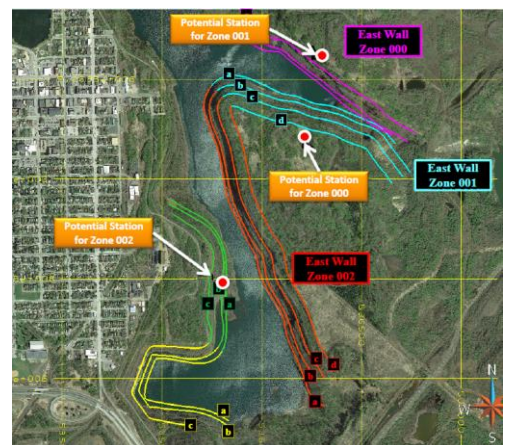 Potential Station
for Zone 001
East Wall
Zone 000
a
b
c
d
East Wall
Zone 001
Potential Station
for Zone 000
Potential Station
for Zone 002
East Wall
Zone 002
c
a
c
d
b
a
a
c
b
N
W
S